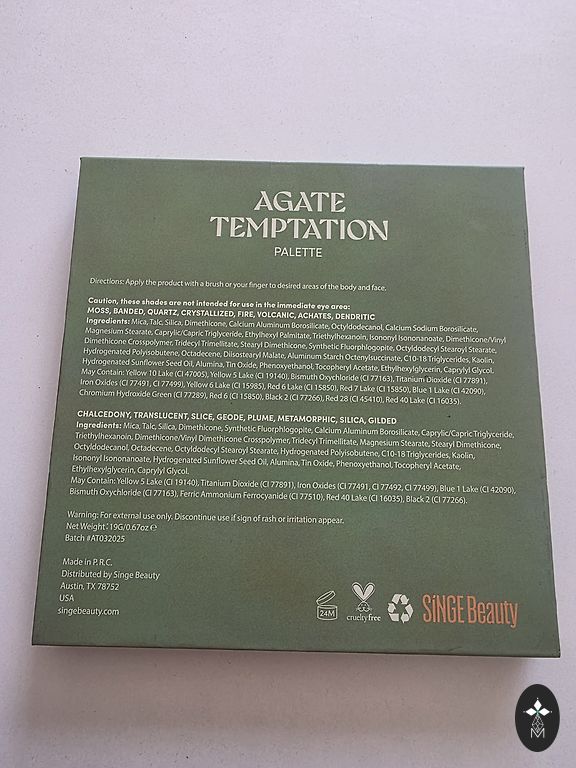 AGATE
TEMPTATION
PALETTE
Directions: Apply the product with a brush or your finger to desired areas of the body and face.
Caution, these shades are not intended for use in the immediate eye area:
MOSS, BANDED, QUARTZ, CRYSTALLIZED, FIRE, VOLCANIC, ACHATES, DENDRITIC
Ingredients: Mica, Talc, Silica, Dimethicone, Calcium Aluminum Borosilicate, Octyldodecanol, Calcium Sodium Borosilicate,
Magnesium Stearate, Caprylic/Capric Triglyceride, Ethylhexyl Palmitate, Triethylhexanoin, Isononyl Isononanoate, Dimethicone/Vinyl
Dimethicone Crosspolymer, Tridecyl Trimellitate, Stearyl Dimethicone, Synthetic Fluorphlogopite, Octyldodecyl Stearoyl Stearate,
Hydrogenated Polyisobutene, Octadecene, Diisostearyl Malate, Aluminum Starch Octenylsuccinate, C10-18 Triglycerides, Kaolin,
Hydrogenated Sunflower Seed Oil, Alumina, Tin Oxide, Phenoxyethanol, Tocopheryl Acetate, Ethylhexylglycerin, Caprylyl Glycol.
May Contain: Yellow 10 Lake (CI 47005), Yellow 5 Lake (CI 19140), Bismuth Oxychloride (CI 77163), Titanium Dioxide (CI 77891),
Iron Oxides (CI 77491, CI 77499), Yellow 6 Lake (CI 15985), Red 6 Lake (CI 15850), Red 7 Lake (CI 15850), Blue 1 Lake (CI 42090),
Chromium Hydroxide Green (CI 77289), Red 6 (CI 15850), Black 2 (CI 77266), Red 28 (CI 45410), Red 40 Lake (CI 16035).
CHALCEDONY, TRANSLUCENT, SLICE, GEODE, PLUME, METAMORPHIC, SILICA, GILDED
Ingredients: Mica, Talc, Silica, Dimethicone, Synthetic Fluorphlogopite, Calcium Aluminum Borosilicate, Caprylic/Capric Triglyceride,
Triethylhexanoin, Dimethicone/Vinyl Dimethicone Crosspolymer, Tridecyl Trimellitate, Magnesium Stearate, Stearyl Dimethicone,
Octyldodecanol, Octadecene, Octyldodecyl Stearoyl Stearate, Hydrogenated Polyisobutene, C10-18 Triglycerides, Kaolin,
Isononyl Isononanoate, Hydrogenated Sunflower Seed Oil, Alumina, Tin Oxide, Phenoxyethanol, Tocopheryl Acetate,
Ethylhexylglycerin, Caprylyl Glycol.
May Contain: Yellow 5 Lake (CI 19140), Titanium Dioxide (CI 77891), Iron Oxides (CI 77491, CI 77492, CI 77499), Blue 1 Lake (CI 42090),
Bismuth Oxychloride (CI 77163), Ferric Ammonium Ferrocyanide (CI 77510), Red 40 Lake (CI 16035), Black 2 (CI 77266).
Warning: For external use only. Discontinue use if sign of rash or irritation appear.
Net Weight: 19G/0.67oz ℮
Batch #AT032025
Made in P.R.C.
Distributed by Singe Beauty
Austin, TX 78752
USA
singebeauty.com
24M
cruelty free
SiNGE Beauty
M